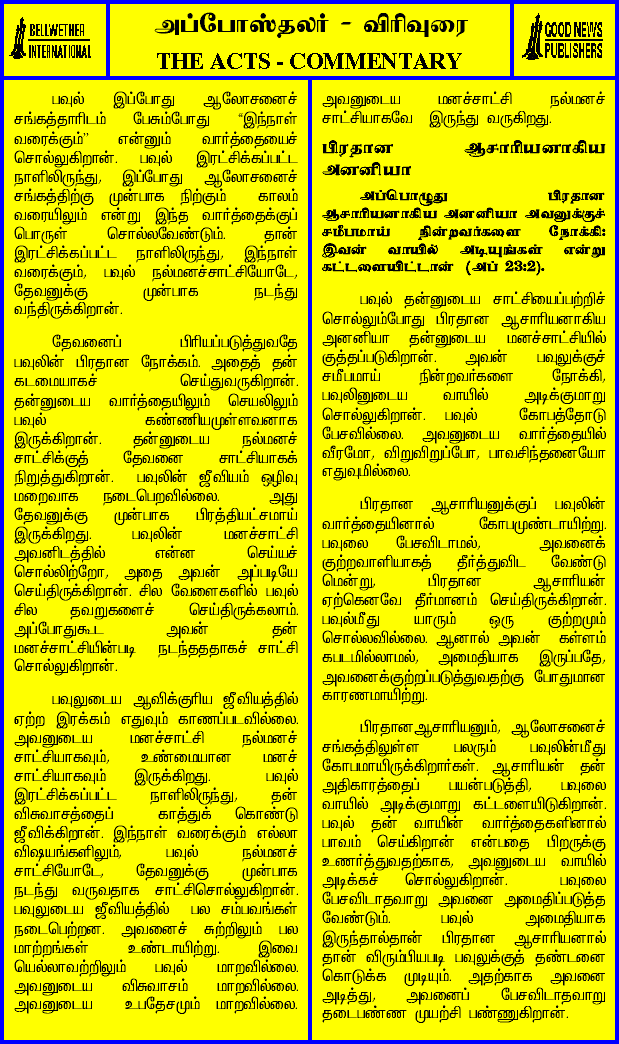 BELLWETHER
INTERNATIONAL
அப்போஸ்தலர் - விரிவுரை
THE ACTS - COMMENTARY
GOOD NEWS
PUBLISHERS
பவுல் இப்போது ஆலோசனைச்
சங்கத்தாரிடம் பேசும்போது “இந்நாள்
வரைக்கும்” என்னும் வார்த்தையைச்
சொல்லுகிறான். பவுல் இரட்சிக்கப்பட்ட
நாளிலிருந்து, இப்போது ஆலோசனைச்
சங்கத்திற்கு முன்பாக நிற்கும் காலம்
வரையிலும் என்று இந்த வார்த்தைக்குப்
பொருள் சொல்லவேண்டும். தான்
இரட்சிக்கப்பட்ட நாளிலிருந்து, இந்நாள்
வரைக்கும், பவுல் நல்மனச்சாட்சியோடே,
தேவனுக்கு முன்பாக நடந்து
வந்திருக்கிறான்.
தேவனைப் பிரியப்படுத்துவதே
பவுலின் பிரதான நோக்கம். அதைத் தன்
கடமையாகச் செய்துவருகிறான்.
தன்னுடைய வார்த்தையிலும் செயலிலும்
பவுல் கண்ணியமுள்ளவனாக
இருக்கிறான். தன்னுடைய நல்மனச்
சாட்சிக்குத் தேவனை சாட்சியாகக்
நிறுத்துகிறான். பவுலின் ஜீவியம் ஒழிவு
மறைவாக நடைபெறவில்லை. அது
தேவனுக்கு முன்பாக பிரத்தியட்சமாய்
இருக்கிறது. பவுலின் மனச்சாட்சி
அவனிடத்தில் என்ன செய்யச்
சொல்லிற்றோ, அதை அவன் அப்படியே
செய்திருக்கிறான். சில வேளைகளில் பவுல்
சில தவறுகளைச் செய்திருக்கலாம்.
அப்போதுகூட அவன் தன்
மனச்சாட்சியின்படி நடந்ததாகச் சாட்சி
சொல்லுகிறான்.
பவுலுடைய ஆவிக்குரிய ஜீவியத்தில்
ஏற்ற இரக்கம் எதுவும் காணப்படவில்லை.
அவனுடைய மனச்சாட்சி நல்மனச்
சாட்சியாகவும், உண்மையான மனச்
சாட்சியாகவும் இருக்கிறது. பவுல்
இரட்சிக்கப்பட்ட நாளிலிருந்து, தன்
விசுவாசத்தைப் காத்துக் கொண்டு
ஜீவிக்கிறான். இந்நாள் வரைக்கும் எல்லா
விஷயங்களிலும், பவுல் நல்மனச்
சாட்சியோடே, தேவனுக்கு முன்பாக
நடந்து வருவதாக சாட்சிசொல்லுகிறான்.
பவுலுடைய ஜீவியத்தில் பல சம்பவங்கள்
நடைபெற்றன. அவனைச் சுற்றிலும் பல
மாற்றங்கள் உண்டாயிற்று. இவை
யெல்லாவற்றிலும் பவுல் மாறவில்லை.
அவனுடைய விசுவாசம் மாறவில்லை.
அவனுடைய உபதேசமும் மாறவில்லை.
அவனுடைய மனச்சாட்சி நல்மனச்
சாட்சியாகவே இருந்து வருகிறது.
பிரதான ஆசாரியனாகிய
அனனியா
அப்பொழுது பிரதான
ஆசாரியனாகிய அனனியா அவனுக்குச்
சமீபமாய் நின்றவர்களை நோக்கி:
இவன் வாயில் அடியுங்கள் என்று
கட்டளையிட்டான் (அப் 23:2).
பவுல் தன்னுடைய சாட்சியைப்பற்றிச்
சொல்லும்போது பிரதான ஆசாரியனாகிய
அனனியா தன்னுடைய மனச்சாட்சியில்
குத்தப்படுகிறான். அவன் பவுலுக்குச்
சமீபமாய் நின்றவர்களை நோக்கி,
பவுலினுடைய வாயில் அடிக்குமாறு
சொல்லுகிறான். பவுல் கோபத்தோடு
பேசவில்லை. அவனுடைய வார்த்தையில்
வீரமோ, விறுவிறுப்போ, பாவசிந்தனையோ
எதுவுமில்லை.
பிரதான ஆசாரியனுக்குப் பவுலின்
வார்த்தையினால் கோபமுண்டாயிற்று.
பவுலை பேசவிடாமல், அவனைக்
குற்றவாளியாகத் தீர்த்துவிட வேண்டு
மென்று, பிரதான ஆசாரியன்
ஏற்கெனவே தீர்மானம் செய்திருக்கிறான்.
பவுல்மீது யாரும் ஒரு குற்றமும்
சொல்லவில்லை. ஆனால் அவன் கள்ளம்
கபடமில்லாமல், அமைதியாக இருப்பதே,
அவனைக்குற்றப்படுத்துவதற்கு போதுமான
காரணமாயிற்று.
பிரதானஆசாரியனும், ஆலோசனைச்
சங்கத்திலுள்ள பலரும் பவுலின்மீது
கோபமாயிருக்கிறார்கள். ஆசாரியன் தன்
அதிகாரத்தைப் பயன்படுத்தி, பவுலை
வாயில் அடிக்குமாறு கட்டளையிடுகிறான்.
பவுல் தன் வாயின் வார்த்தைகளினால்
பாவம் செய்கிறான் என்பதை பிறருக்கு
உணர்த்துவதற்காக, அவனுடைய வாயில்
அடிக்கச் சொல்லுகிறான். பவுலை
பேசவிடாதவாறு அவனை அமைதிப்படுத்த
வேண்டும். பவுல் அமைதியாக
இருந்தால்தான் பிரதான ஆசாரியனால்
தான் விரும்பியபடி பவுலுக்குத் தண்டனை
கொடுக்க முடியும். அதற்காக அவனை
அடித்து, அவனைப் பேசவிடாதவாறு
தடைபண்ண முயற்சி பண்ணுகிறான்.